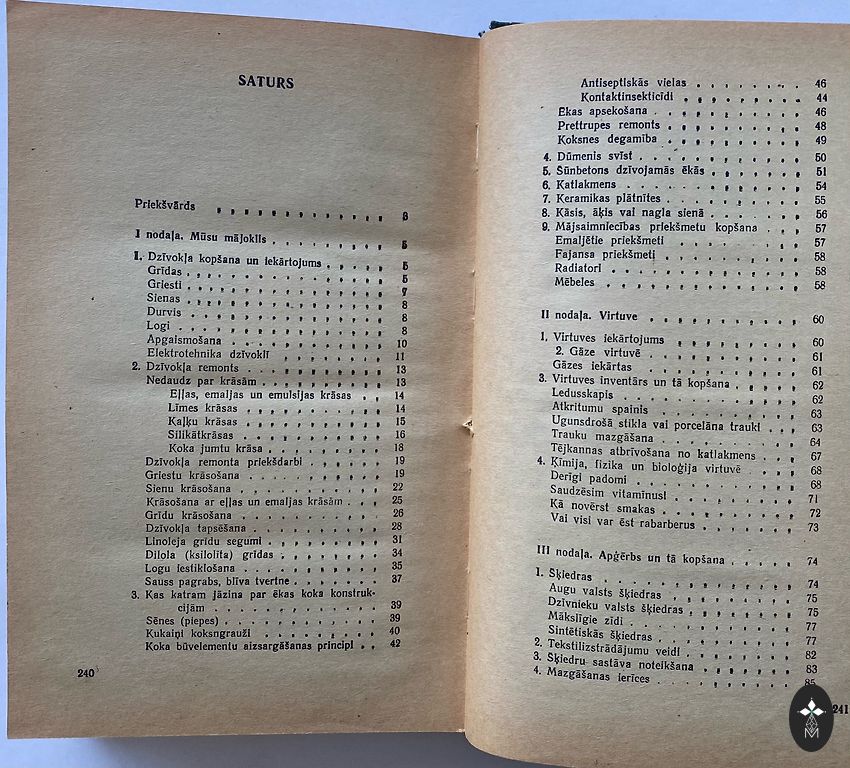 SATURS
Priekšvārds . . . . . . . . . . . . 3
I nodaļa. Mūsu mājoklis . . . . . . . . 5
1. Dzīvokļa kopšana un iekārtojums . . . . . 5
Grīdas . . . . . . . . . . . . . 5
Griesti . . . . . . . . . . . . . 7
Sienas . . . . . . . . . . . . . 8
Durvis . . . . . . . . . . . . . 8
Logi . . . . . . . . . . . . . . 8
Apgaismošana . . . . . . . . . . . 10
Elektrotehnika dzīvoklī . . . . . . . . 11
2. Dzīvokļa remonts . . . . . . . . . . 13
Nedaudz par krāsām . . . . . . . . . 13
Eļļas, emaljas un emulsijas krāsas . . 14
Līmes krāsas . . . . . . . . . . 14
Kaļķu krāsas . . . . . . . . . . 15
Silikātkrāsas . . . . . . . . . . 16
Koka jumtu krāsa . . . . . . . . 18
Dzīvokļa remonta priekšdarbi . . . . . . 19
Griestu krāsošana . . . . . . . . . . 19
Sienu krāsošana . . . . . . . . . . 22
Krāsošana ar eļļas un emaljas krāsām . . . 25
Grīdu krāsošana . . . . . . . . . . 26
Dzīvokļa tapsēšana . . . . . . . . . 28
Linoleja grīdu segumi . . . . . . . . 31
Dilola (ksilolīta) grīdas . . . . . . . . 34
Logu iestiklošana . . . . . . . . . . 35
Sauss pagrabs, blīva tvertne . . . . . . 37
3. Kas katram jāzina par ēkas koka konstruk-
cijām . . . . . . . . . . . . . 39
Sēnes (piepes) . . . . . . . . . . . 39
Kukaiņi koksngrauži . . . . . . . . . 40
Koka būvelementu aizsargāšanas principi . . 42
240
Antiseptiskās vielas . . . . . . . . 46
Kontaktinsekticīdi . . . . . . . . 44
Ēkas apsekošana . . . . . . . . . . 46
Prettrupes remonts . . . . . . . . . 48
Koksnes degamība . . . . . . . . . 49
4. Dūmenis svīst . . . . . . . . . . . 50
5. Šūnbetons dzīvojamās ēkās . . . . . . 51
6. Katlakmens . . . . . . . . . . . . 54
7. Keramikas plātnītes . . . . . . . . . 55
8. Kāsis, āķis vai nagla sienā . . . . . . 56
9. Mājsaimniecības priekšmetu kopšana . . . 57
Emaljētie priekšmeti . . . . . . . . 57
Fajansa priekšmeti . . . . . . . . . 58
Radiatori . . . . . . . . . . . . 58
Mēbeles . . . . . . . . . . . . . 58
II nodaļa. Virtuve . . . . . . . . . . 60
1. Virtuves iekārtojums . . . . . . . . 60
2. Gāze virtuvē . . . . . . . . . . 61
Gāzes iekārtas . . . . . . . . . . 61
3. Virtuves inventārs un tā kopšana . . . . 62
Ledusskapis . . . . . . . . . . . 62
Atkritumu spainis . . . . . . . . . 63
Ugunsdrošā stikla vai porcelāna trauki . . 63
Trauku mazgāšana . . . . . . . . . 64
Tējkannas atbrīvošana no katlakmens . . . 67
4. Ķīmija, fizika un bioloģija virtuvē . . . 68
Derīgi padomi . . . . . . . . . . . 68
Saudzēsim vitamīnus! . . . . . . . . 71
Kā novērst smakas . . . . . . . . . 72
Vai visi var ēst rabarberus . . . . . . 73
III nodaļa. Apģērbs un tā kopšana . . . . 74
1. Šķiedras . . . . . . . . . . . . . 74
Augu valsts šķiedras . . . . . . . . 75
Dzīvnieku valsts šķiedras . . . . . . . 75
Mākslīgie zīdi . . . . . . . . . . . 77
Sintētiskās šķiedras . . . . . . . . . 77
2. Tekstilizstrādājumu veidi . . . . . . . 82
3. Šķiedru sastāva noteikšana . . . . . . 83
4. Mazgāšanas ierīces . . . . . . . . . 85
241